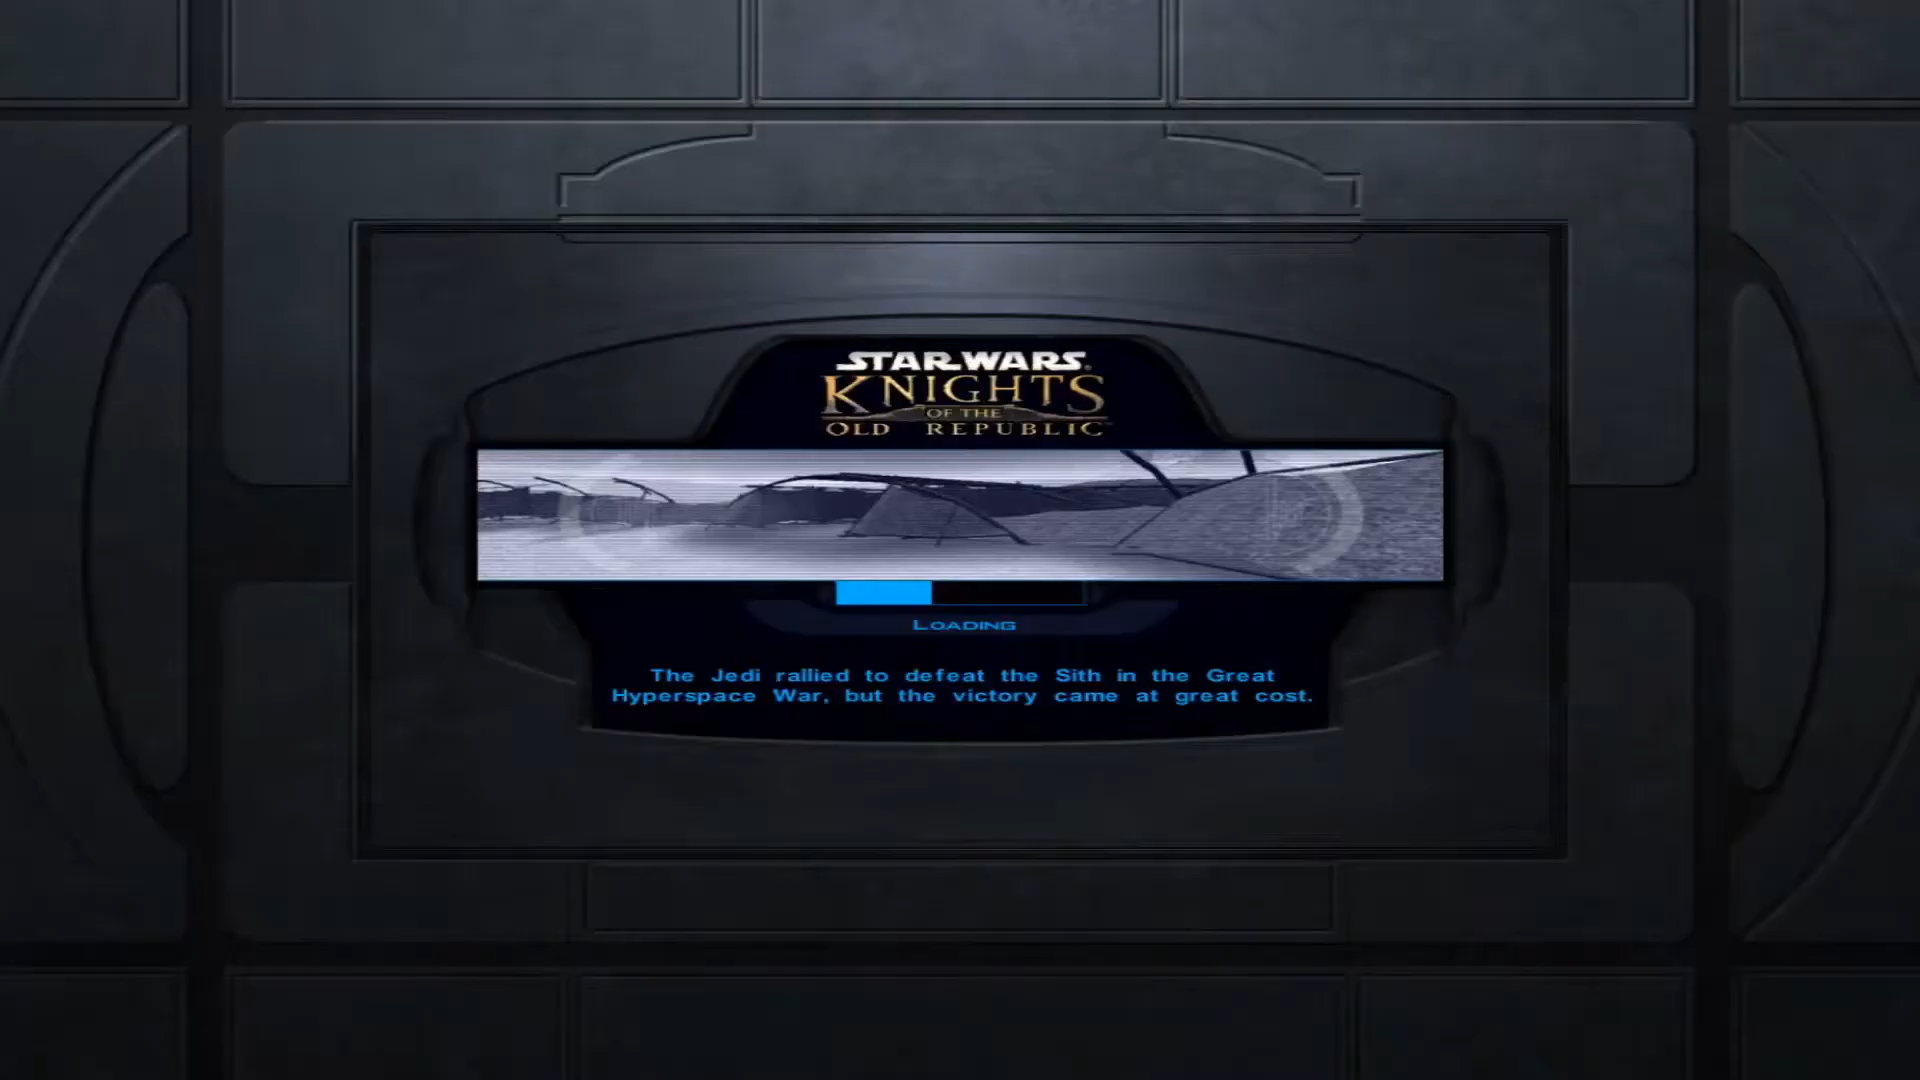 STAR WARS
KNIGHTS
OF THE
OLD REPUBLIC™
LOADING
The Jedi rallied to defeat the Sith in the Great
Hyperspace War, but the victory came at great cost.